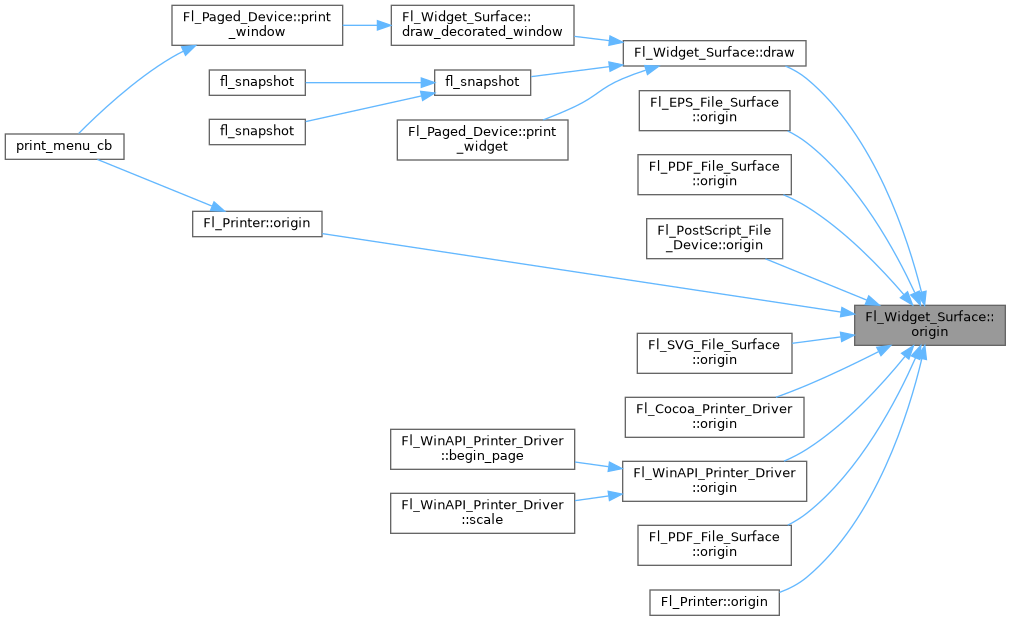 Fl_Paged_Device::print
_window
Fl_Widget_Surface::
draw_decorated_window
Fl_Widget_Surface::draw
fl_snapshot
fl_snapshot
Fl_EPS_File_Surface
::origin
fl_snapshot
Fl_Paged_Device::print
_widget
print_menu_cb
Fl_PDF_File_Surface
::origin
Fl_Printer::origin
Fl_PostScript_File
_Device::origin
Fl_Widget_Surface::
origin
Fl_SVG_File_Surface
::origin
Fl_Cocoa_Printer_Driver
::origin
Fl_WinAPI_Printer_Driver
::begin_page
Fl_WinAPI_Printer_Driver
::origin
Fl_WinAPI_Printer_Driver
::scale
Fl_PDF_File_Surface
::origin
Fl_Printer::origin